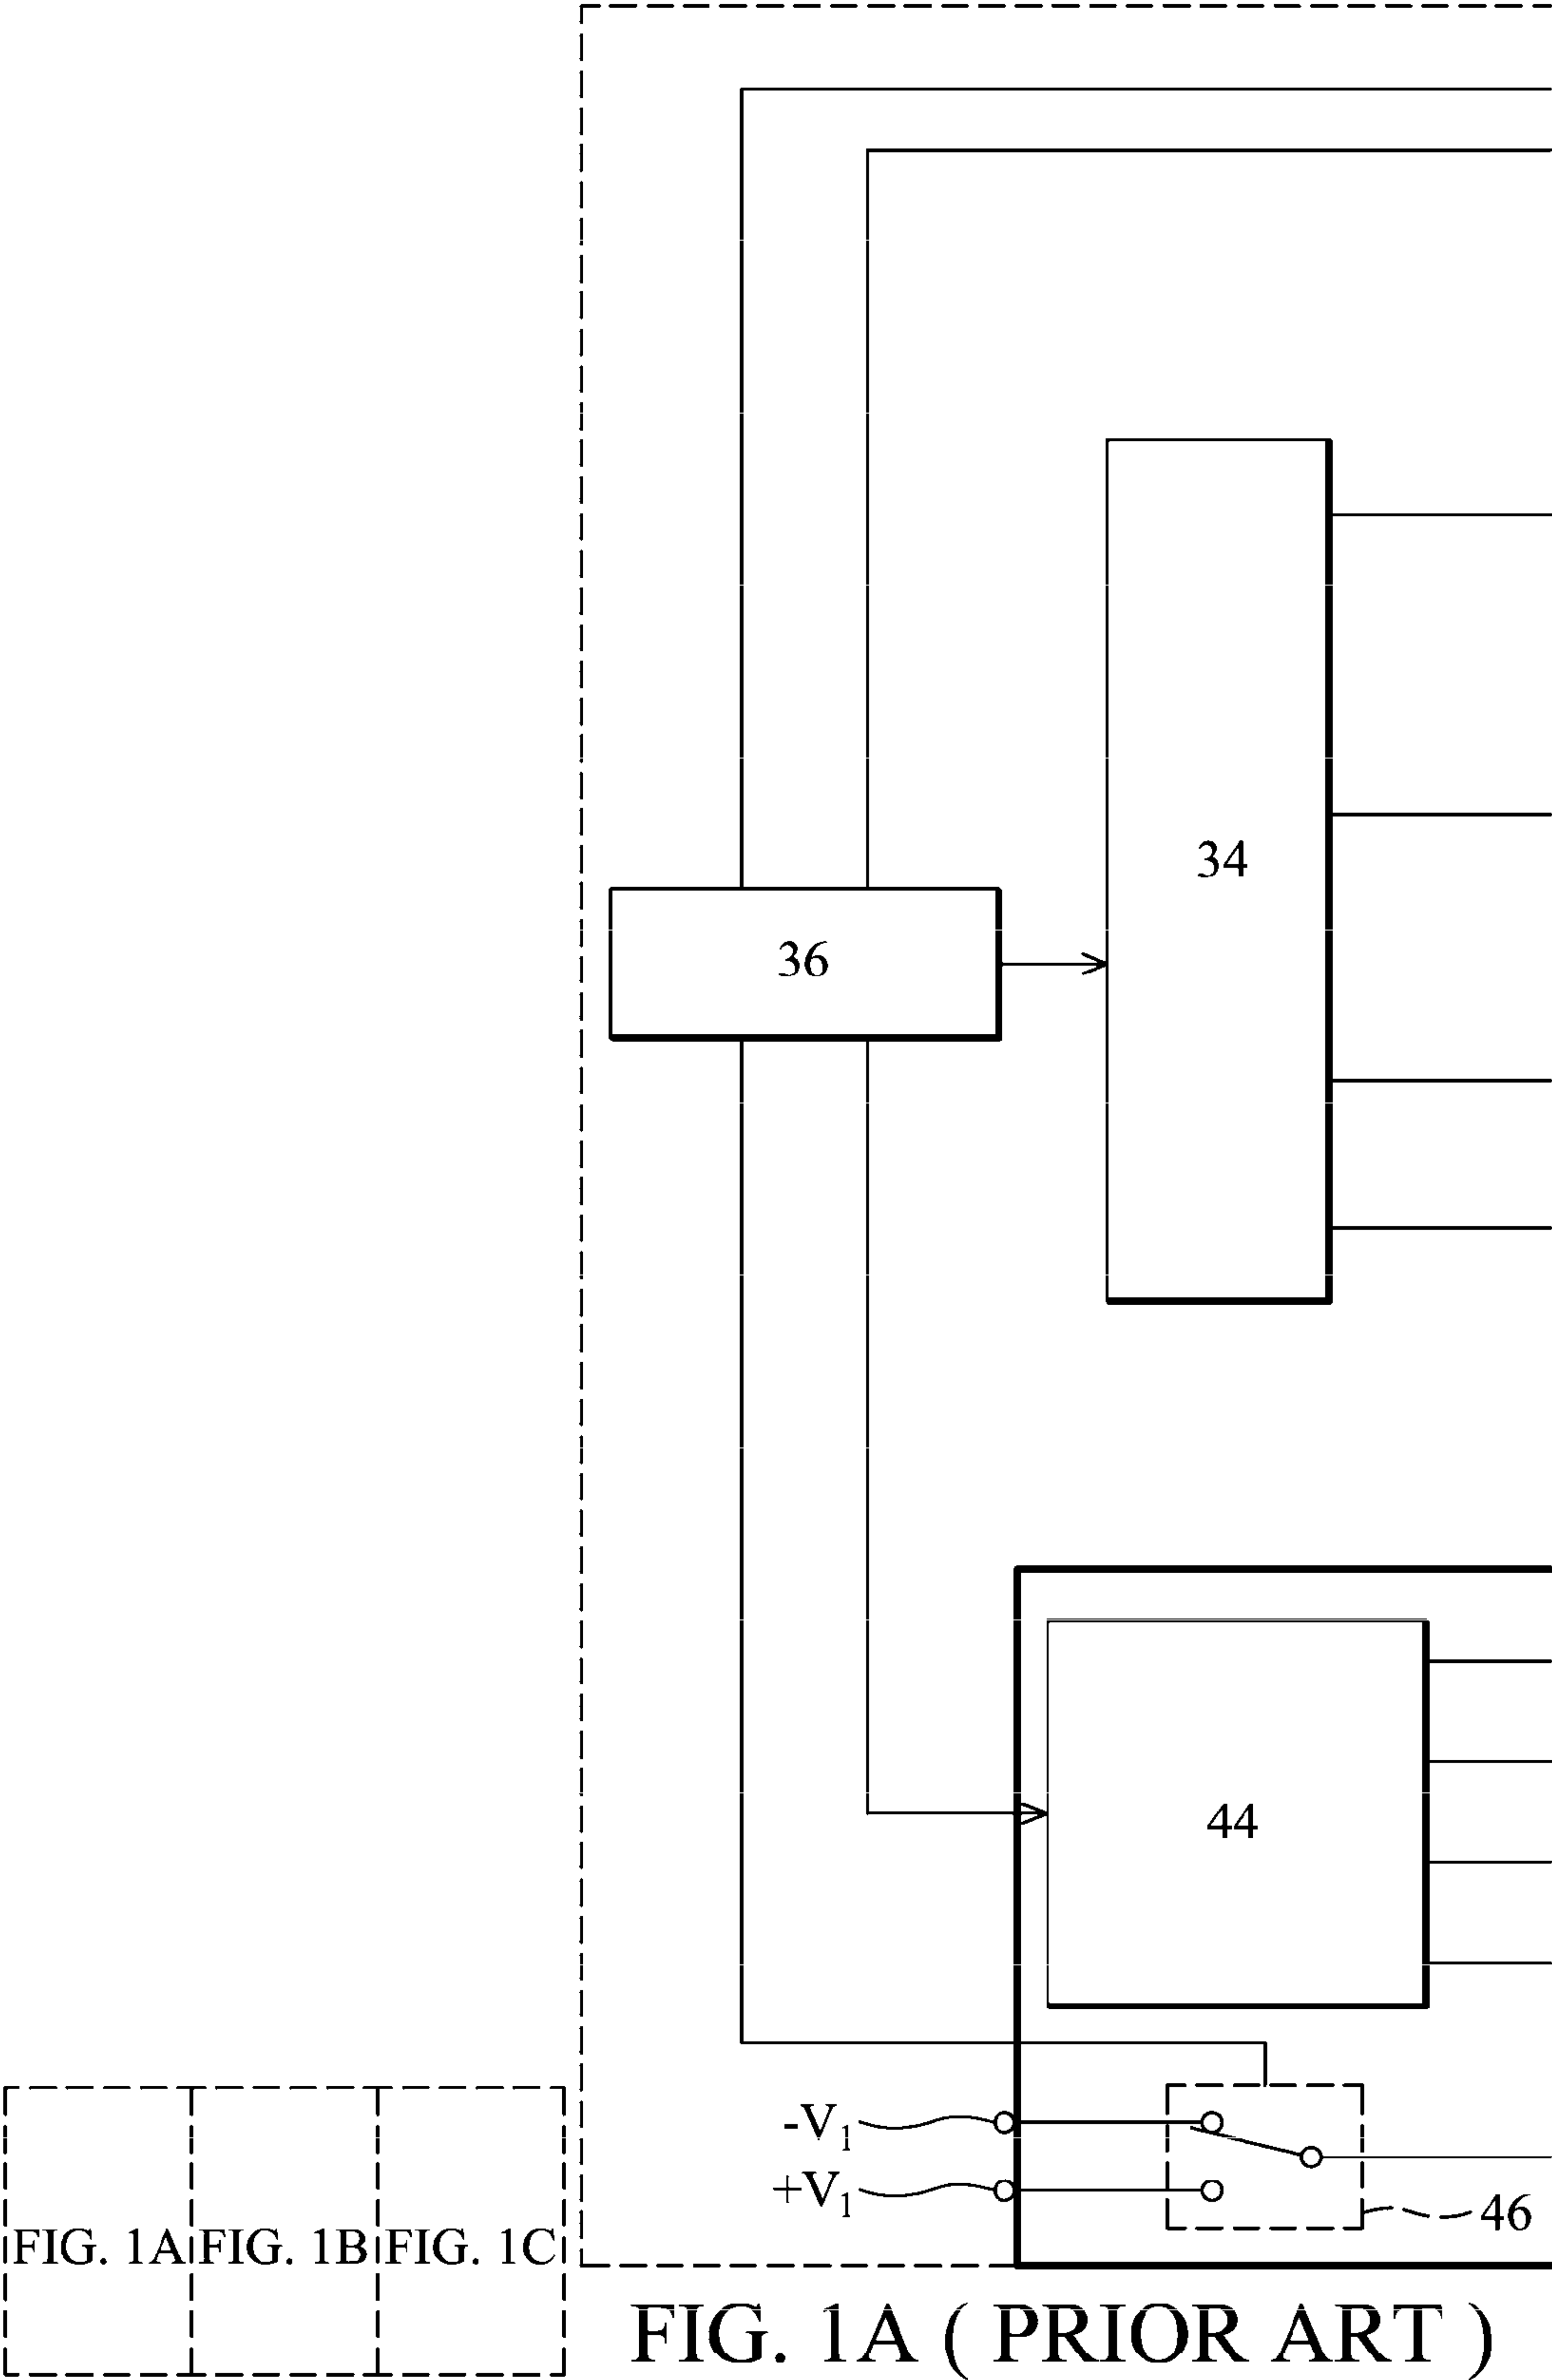 34
36
44
-V1
+V1
46
FIG. 1A FIG. 1B FIG. 1C
FIG. 1A ( PRIOR ART )